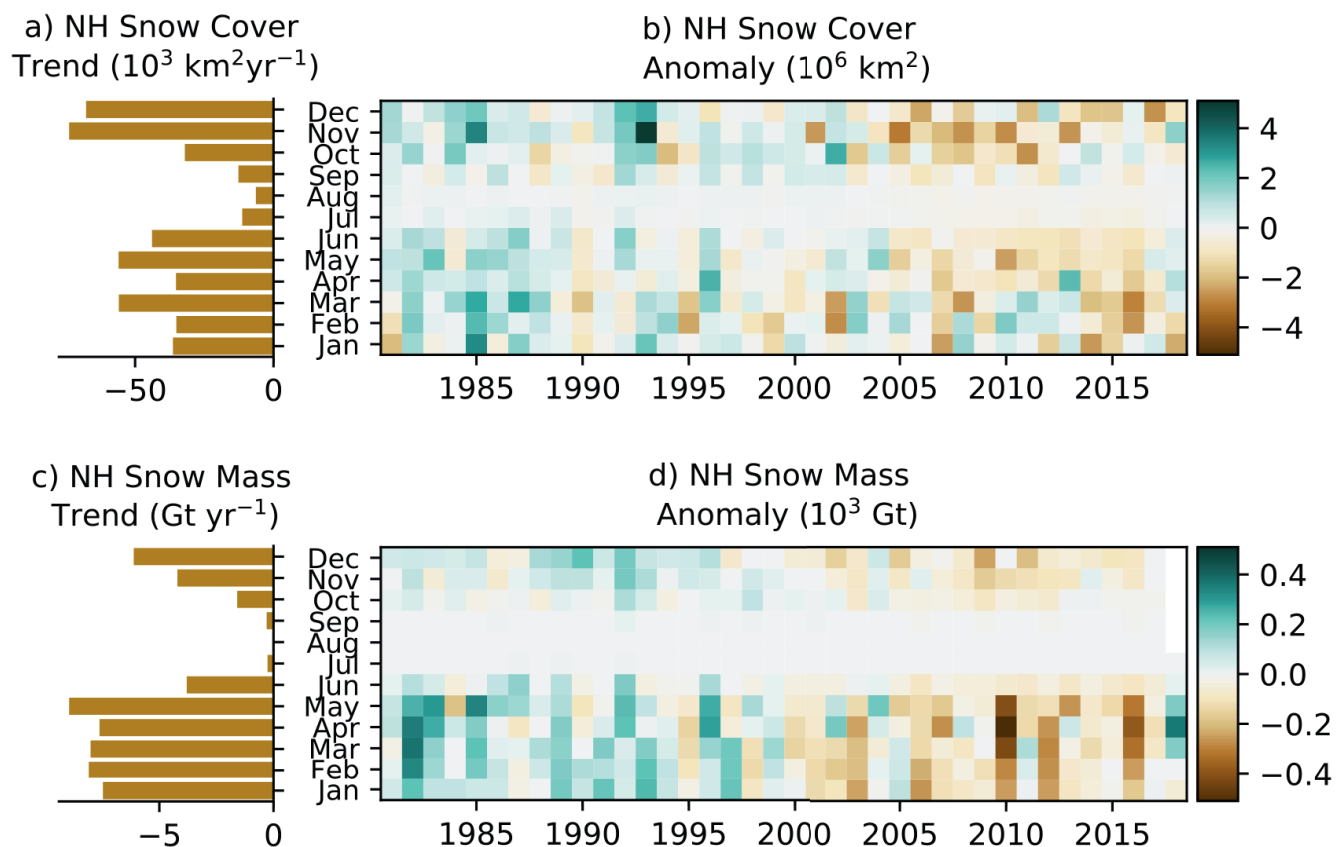 a) NH Snow Cover
Trend (10³ km²yr⁻¹)
b) NH Snow Cover
Anomaly (10⁶ km²)
Dec
Nov
Oct
Sep
Aug
Jul
Jun
May
Apr
Mar
Feb
Jan
4
2
0
−2
−4
−50 0
1985 1990 1995 2000 2005 2010 2015
c) NH Snow Mass
Trend (Gt yr⁻¹)
d) NH Snow Mass
Anomaly (10³ Gt)
Dec
Nov
Oct
Sep
Aug
Jul
Jun
May
Apr
Mar
Feb
Jan
0.4
0.2
0.0
−0.2
−0.4
−5 0
1985 1990 1995 2000 2005 2010 2015